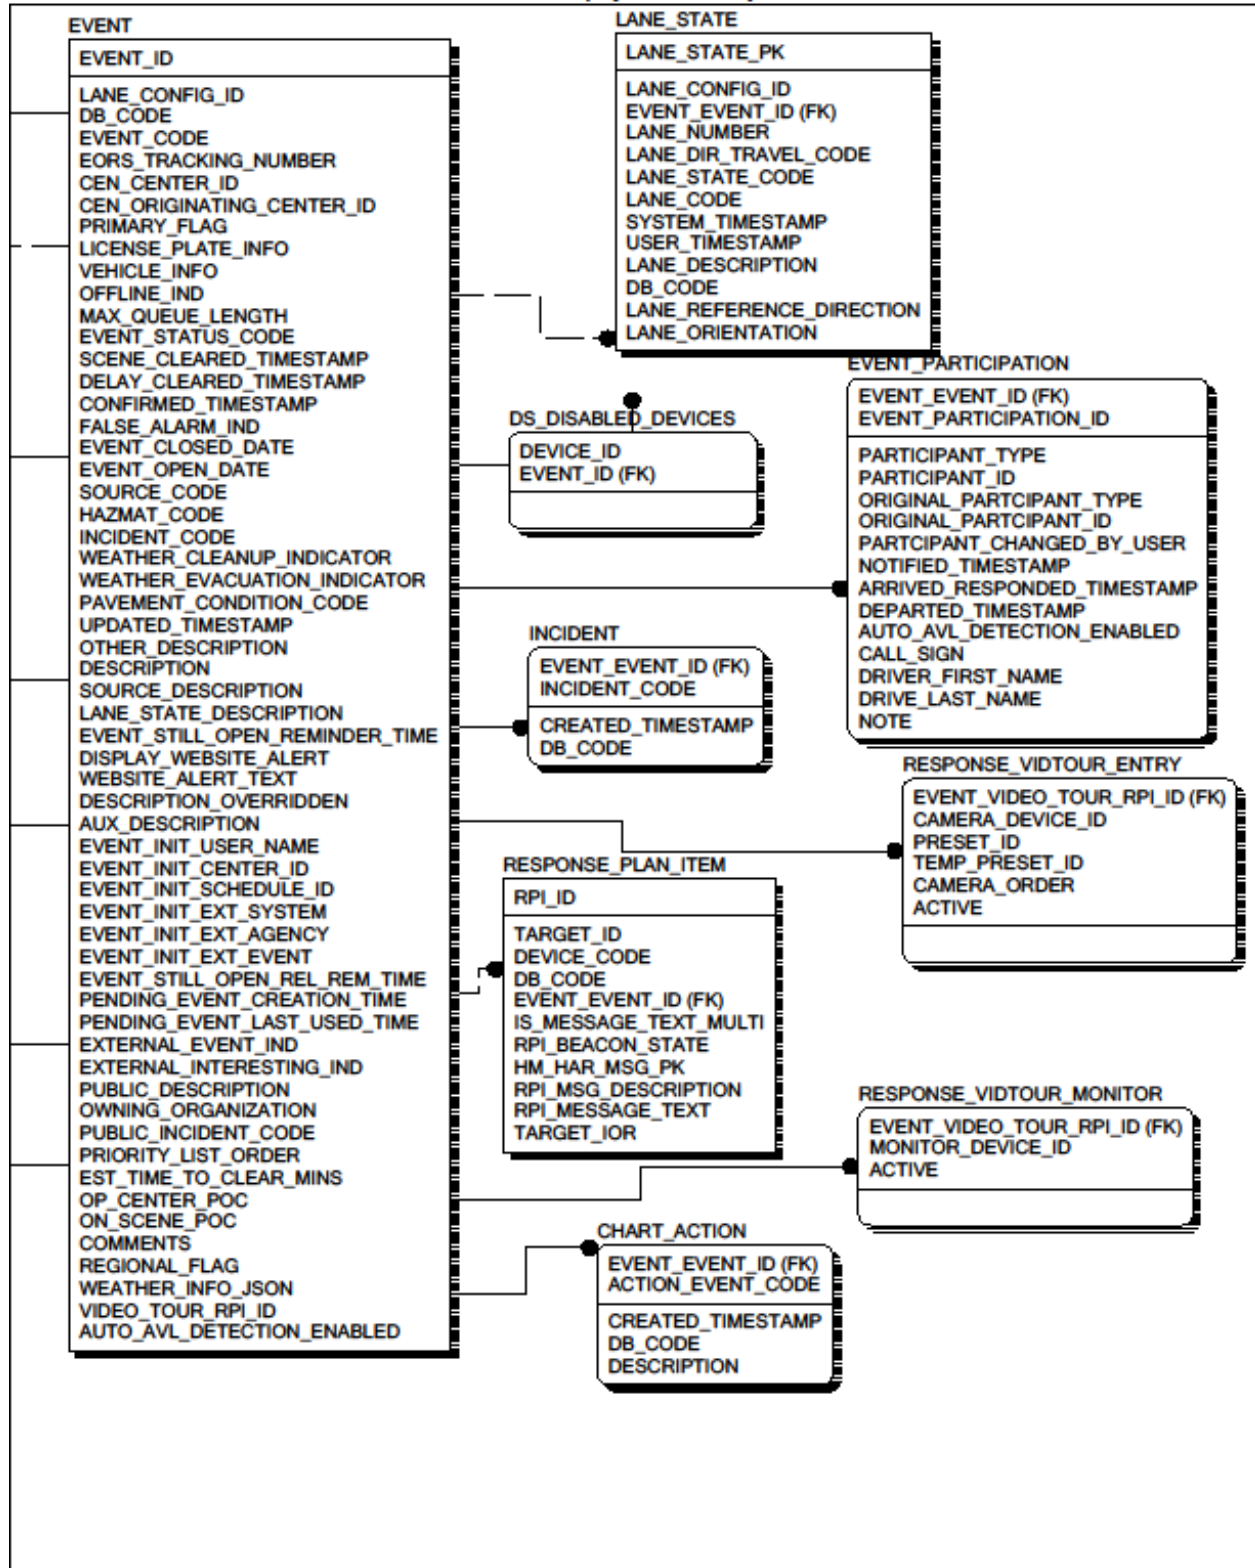 EVENT
EVENT_ID
LANE_CONFIG_ID
DB_CODE
EVENT_CODE
EORS_TRACKING_NUMBER
CEN_CENTER_ID
CEN_ORIGINATING_CENTER_ID
PRIMARY_FLAG
LICENSE_PLATE_INFO
VEHICLE_INFO
OFFLINE_IND
MAX_QUEUE_LENGTH
EVENT_STATUS_CODE
SCENE_CLEARED_TIMESTAMP
DELAY_CLEARED_TIMESTAMP
CONFIRMED_TIMESTAMP
FALSE_ALARM_IND
EVENT_CLOSED_DATE
EVENT_OPEN_DATE
SOURCE_CODE
HAZMAT_CODE
INCIDENT_CODE
WEATHER_CLEANUP_INDICATOR
WEATHER_EVACUATION_INDICATOR
PAVEMENT_CONDITION_CODE
UPDATED_TIMESTAMP
OTHER_DESCRIPTION
DESCRIPTION
SOURCE_DESCRIPTION
LANE_STATE_DESCRIPTION
EVENT_STILL_OPEN_REMINDER_TIME
DISPLAY_WEBSITE_ALERT
WEBSITE_ALERT_TEXT
DESCRIPTION_OVERRIDDEN
AUX_DESCRIPTION
EVENT_INIT_USER_NAME
EVENT_INIT_CENTER_ID
EVENT_INIT_SCHEDULE_ID
EVENT_INIT_EXT_SYSTEM
EVENT_INIT_EXT_AGENCY
EVENT_INIT_EXT_EVENT
EVENT_STILL_OPEN_REL_REM_TIME
PENDING_EVENT_CREATION_TIME
PENDING_EVENT_LAST_USED_TIME
EXTERNAL_EVENT_IND
EXTERNAL_INTERESTING_IND
PUBLIC_DESCRIPTION
OWNING_ORGANIZATION
PUBLIC_INCIDENT_CODE
PRIORITY_LIST_ORDER
EST_TIME_TO_CLEAR_MINS
OP_CENTER_POC
ON_SCENE_POC
COMMENTS
REGIONAL_FLAG
WEATHER_INFO_JSON
VIDEO_TOUR_RPI_ID
AUTO_AVL_DETECTION_ENABLED
LANE_STATE
LANE_STATE_PK
LANE_CONFIG_ID
EVENT_EVENT_ID (FK)
LANE_NUMBER
LANE_DIR_TRAVEL_CODE
LANE_STATE_CODE
LANE_CODE
SYSTEM_TIMESTAMP
USER_TIMESTAMP
LANE_DESCRIPTION
DB_CODE
LANE_REFERENCE_DIRECTION
LANE_ORIENTATION
DS_DISABLED_DEVICES
DEVICE_ID
EVENT_ID (FK)
EVENT_PARTICIPATION
EVENT_EVENT_ID (FK)
EVENT_PARTICIPATION_ID
PARTICIPANT_TYPE
PARTICIPANT_ID
ORIGINAL_PARTCIPANT_TYPE
ORIGINAL_PARTCIPANT_ID
PARTCIPANT_CHANGED_BY_USER
NOTIFIED_TIMESTAMP
ARRIVED_RESPONDED_TIMESTAMP
DEPARTED_TIMESTAMP
AUTO_AVL_DETECTION_ENABLED
CALL_SIGN
DRIVER_FIRST_NAME
DRIVE_LAST_NAME
NOTE
INCIDENT
EVENT_EVENT_ID (FK)
INCIDENT_CODE
CREATED_TIMESTAMP
DB_CODE
RESPONSE_VIDTOUR_ENTRY
EVENT_VIDEO_TOUR_RPI_ID (FK)
CAMERA_DEVICE_ID
PRESET_ID
TEMP_PRESET_ID
CAMERA_ORDER
ACTIVE
RESPONSE_PLAN_ITEM
RPI_ID
TARGET_ID
DEVICE_CODE
DB_CODE
EVENT_EVENT_ID (FK)
IS_MESSAGE_TEXT_MULTI
RPI_BEACON_STATE
HM_HAR_MSG_PK
RPI_MSG_DESCRIPTION
RPI_MESSAGE_TEXT
TARGET_IOR
RESPONSE_VIDTOUR_MONITOR
EVENT_VIDEO_TOUR_RPI_ID (FK)
MONITOR_DEVICE_ID
ACTIVE
CHART_ACTION
EVENT_EVENT_ID (FK)
ACTION_EVENT_CODE
CREATED_TIMESTAMP
DB_CODE
DESCRIPTION